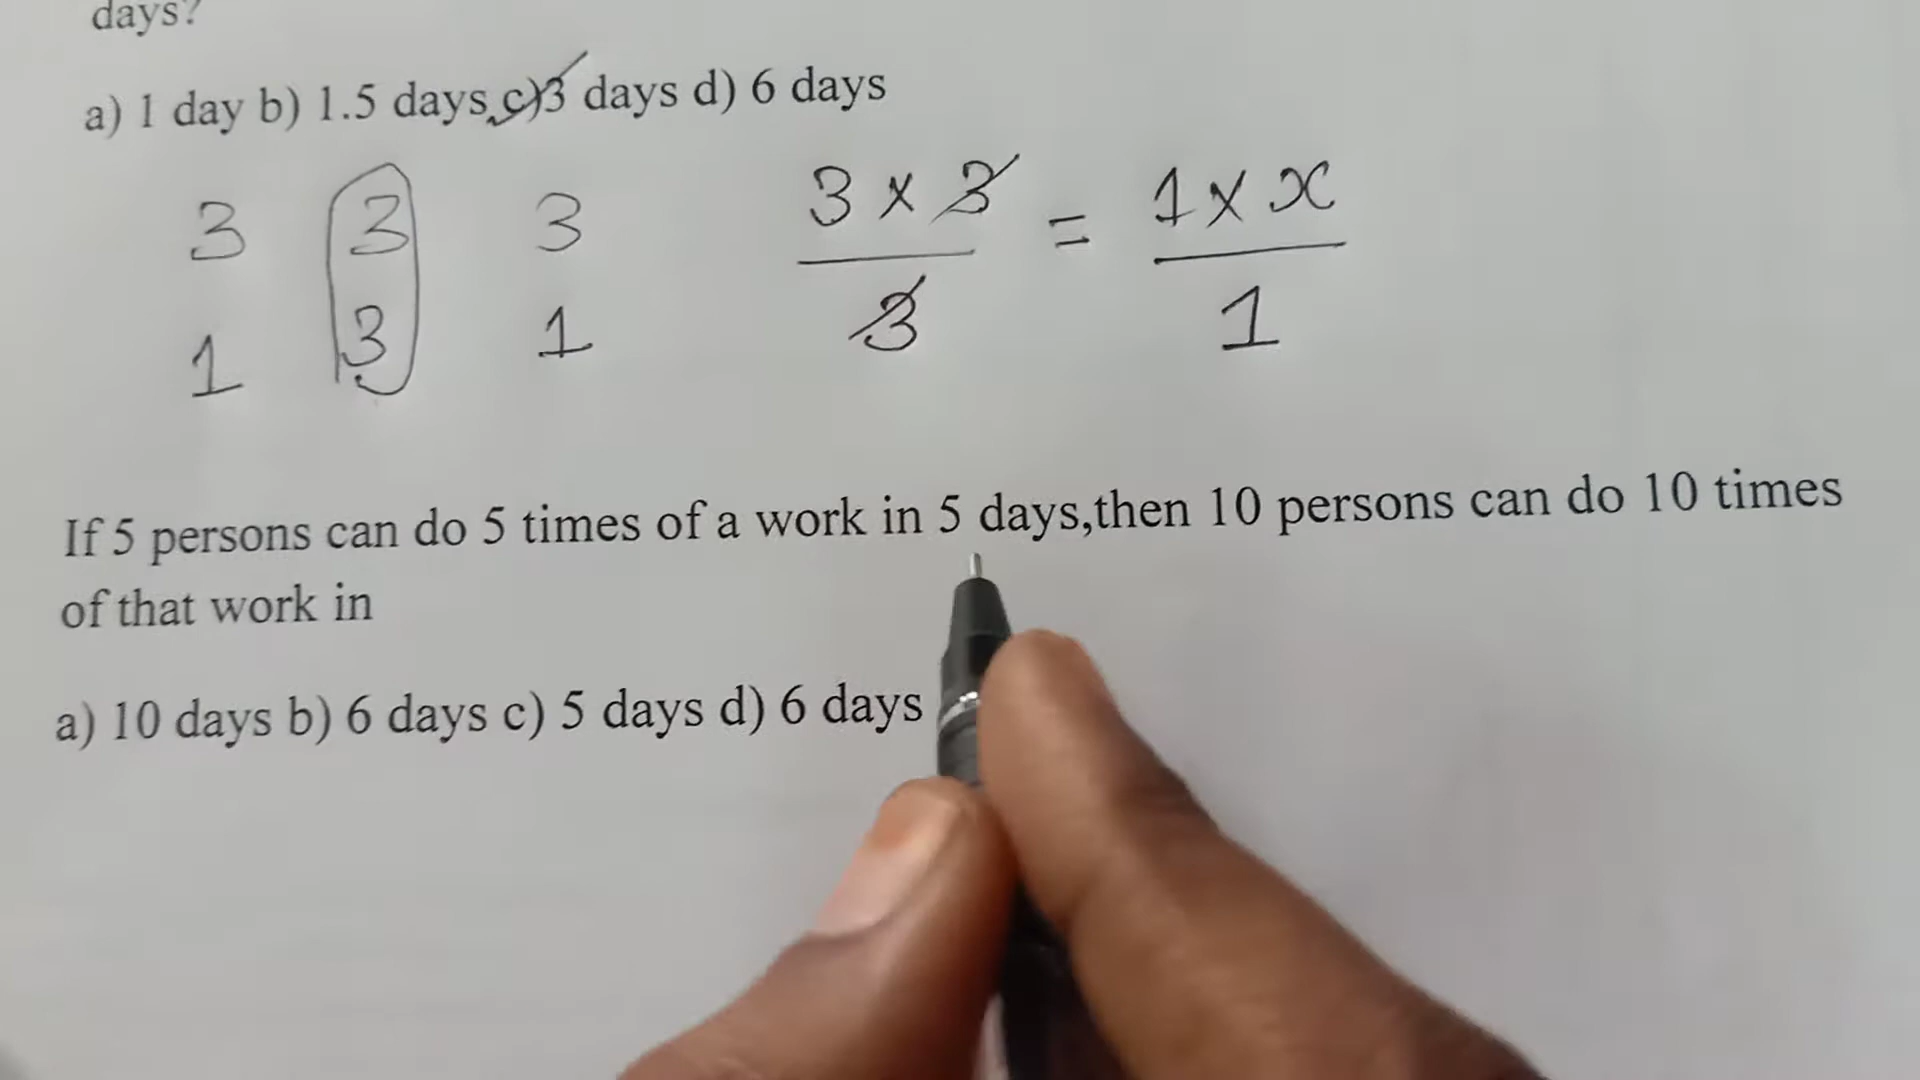 days?
a) 1 day b) 1.5 days c) 3 days d) 6 days
3 3 3
1 3 1
3 x 3 = 1 x x
3 1
If 5 persons can do 5 times of a work in 5 days,then 10 persons can do 10 times
of that work in
a) 10 days b) 6 days c) 5 days d) 6 days